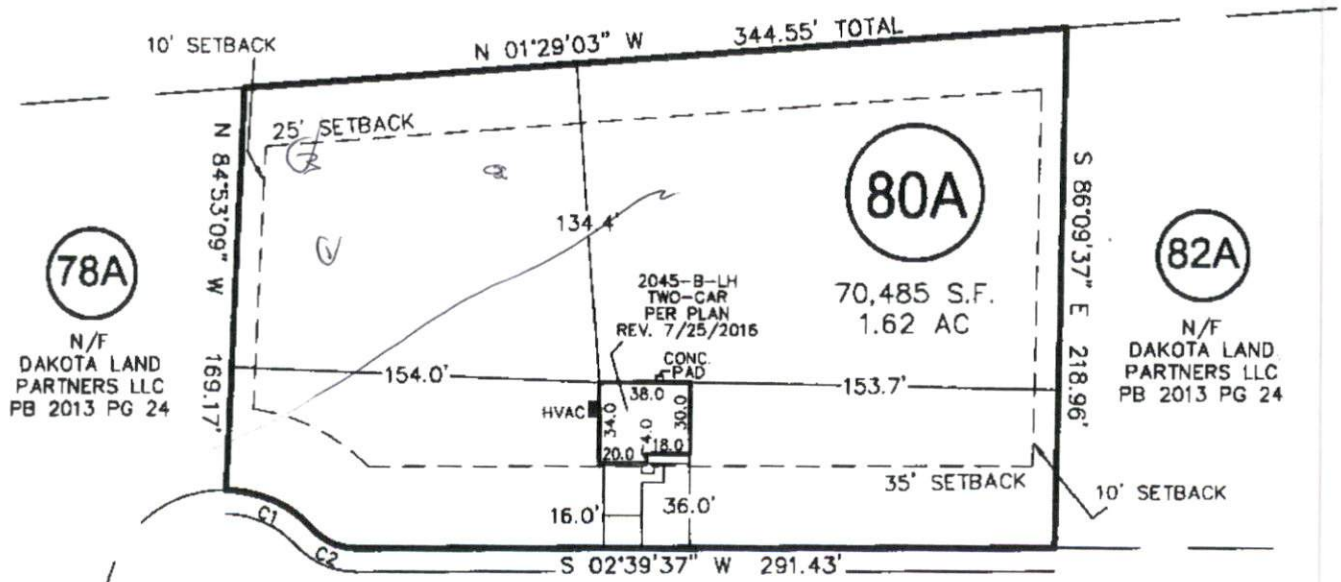 10' SETBACK
N 01°29'03" W
344.55' TOTAL
25' SETBACK
N 84°53'09" W 169.17'
134.4'
80A
70,485 S.F.
1.62 AC
S 86°09'37" E 218.96'
78A
N/F
DAKOTA LAND
PARTNERS LLC
PB 2013 PG 24
82A
N/F
DAKOTA LAND
PARTNERS LLC
PB 2013 PG 24
2045-B-LH
TWO-CAR
PER PLAN
REV. 7/25/2016
CONC.
PAD
154.0'
153.7'
HVAC
38.0
34.0
30.0
4.0
20.0
18.0
35' SETBACK
10' SETBACK
16.0'
36.0'
C1
C2
S 02°39'37" W 291.43'